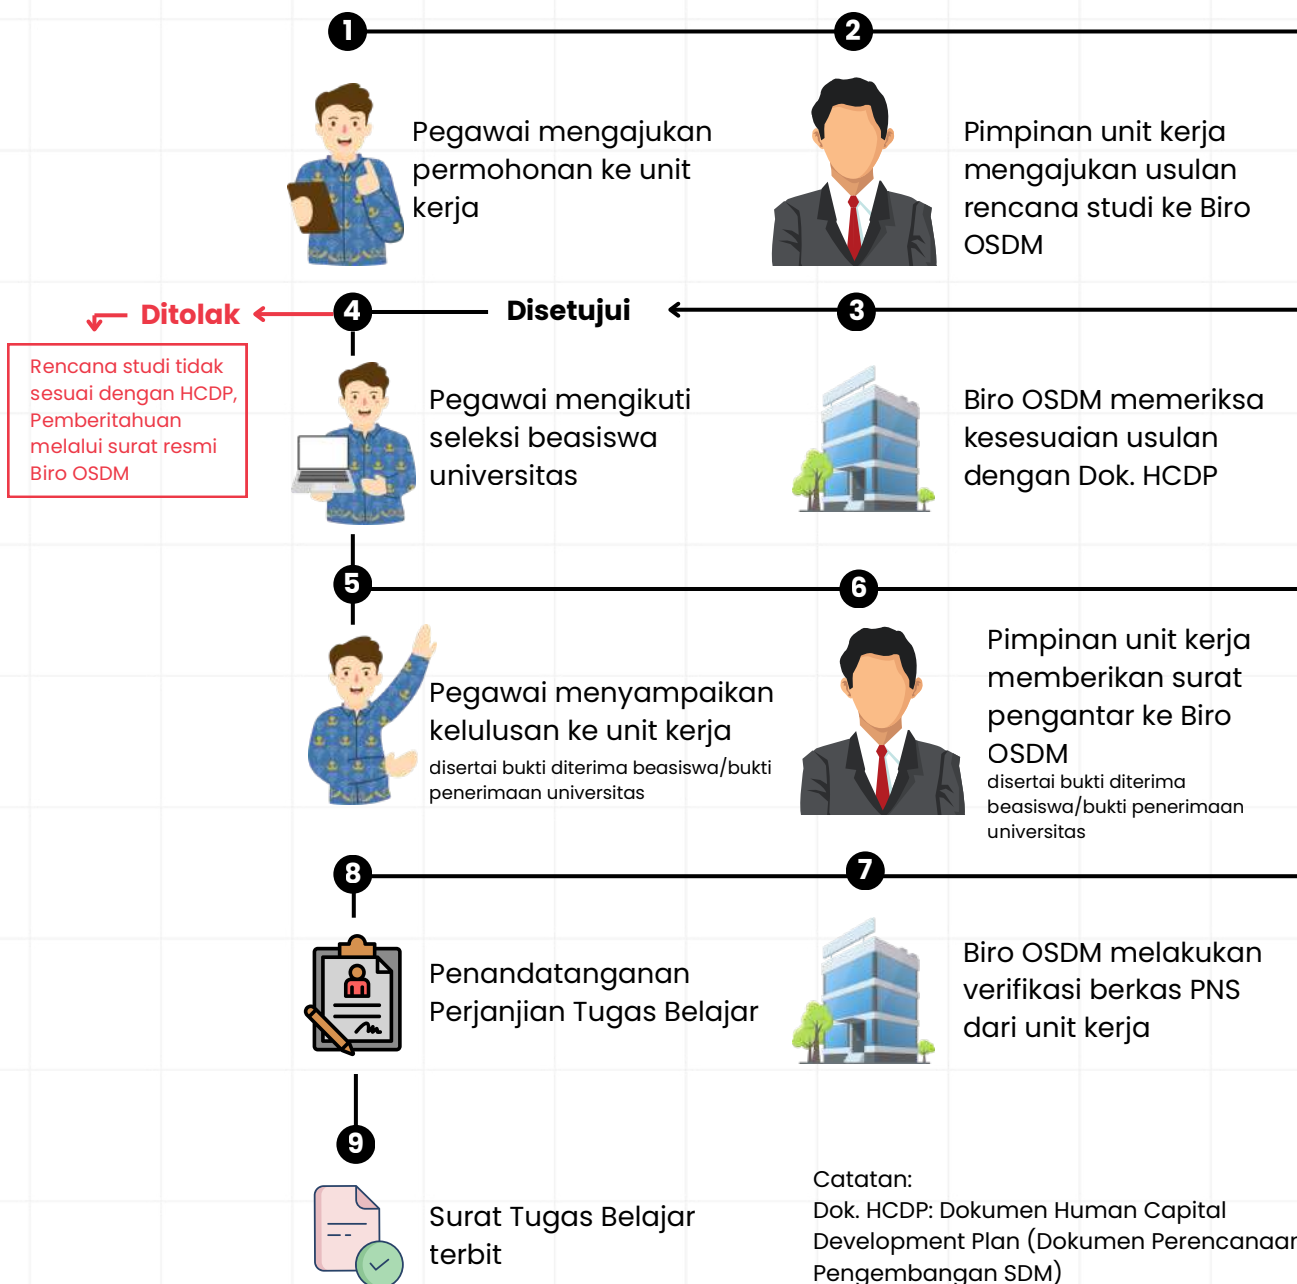 1
2
Pegawai mengajukan
permohonan ke unit
kerja
Pimpinan unit kerja
mengajukan usulan
rencana studi ke Biro
OSDM
Ditolak
4
Disetujui
3
Rencana studi tidak
sesuai dengan HCDP,
Pemberitahuan
melalui surat resmi
Biro OSDM
Pegawai mengikuti
seleksi beasiswa
universitas
Biro OSDM memeriksa
kesesuaian usulan
dengan Dok. HCDP
5
6
Pegawai menyampaikan
kelulusan ke unit kerja
disertai bukti diterima beasiswa/bukti
penerimaan universitas
Pimpinan unit kerja
memberikan surat
pengantar ke Biro
OSDM
disertai bukti diterima
beasiswa/bukti penerimaan
universitas
8
7
Penandatanganan
Perjanjian Tugas Belajar
Biro OSDM melakukan
verifikasi berkas PNS
dari unit kerja
9
Surat Tugas Belajar
terbit
Catatan:
Dok. HCDP: Dokumen Human Capital
Development Plan (Dokumen Perencanaan
Pengembangan SDM)